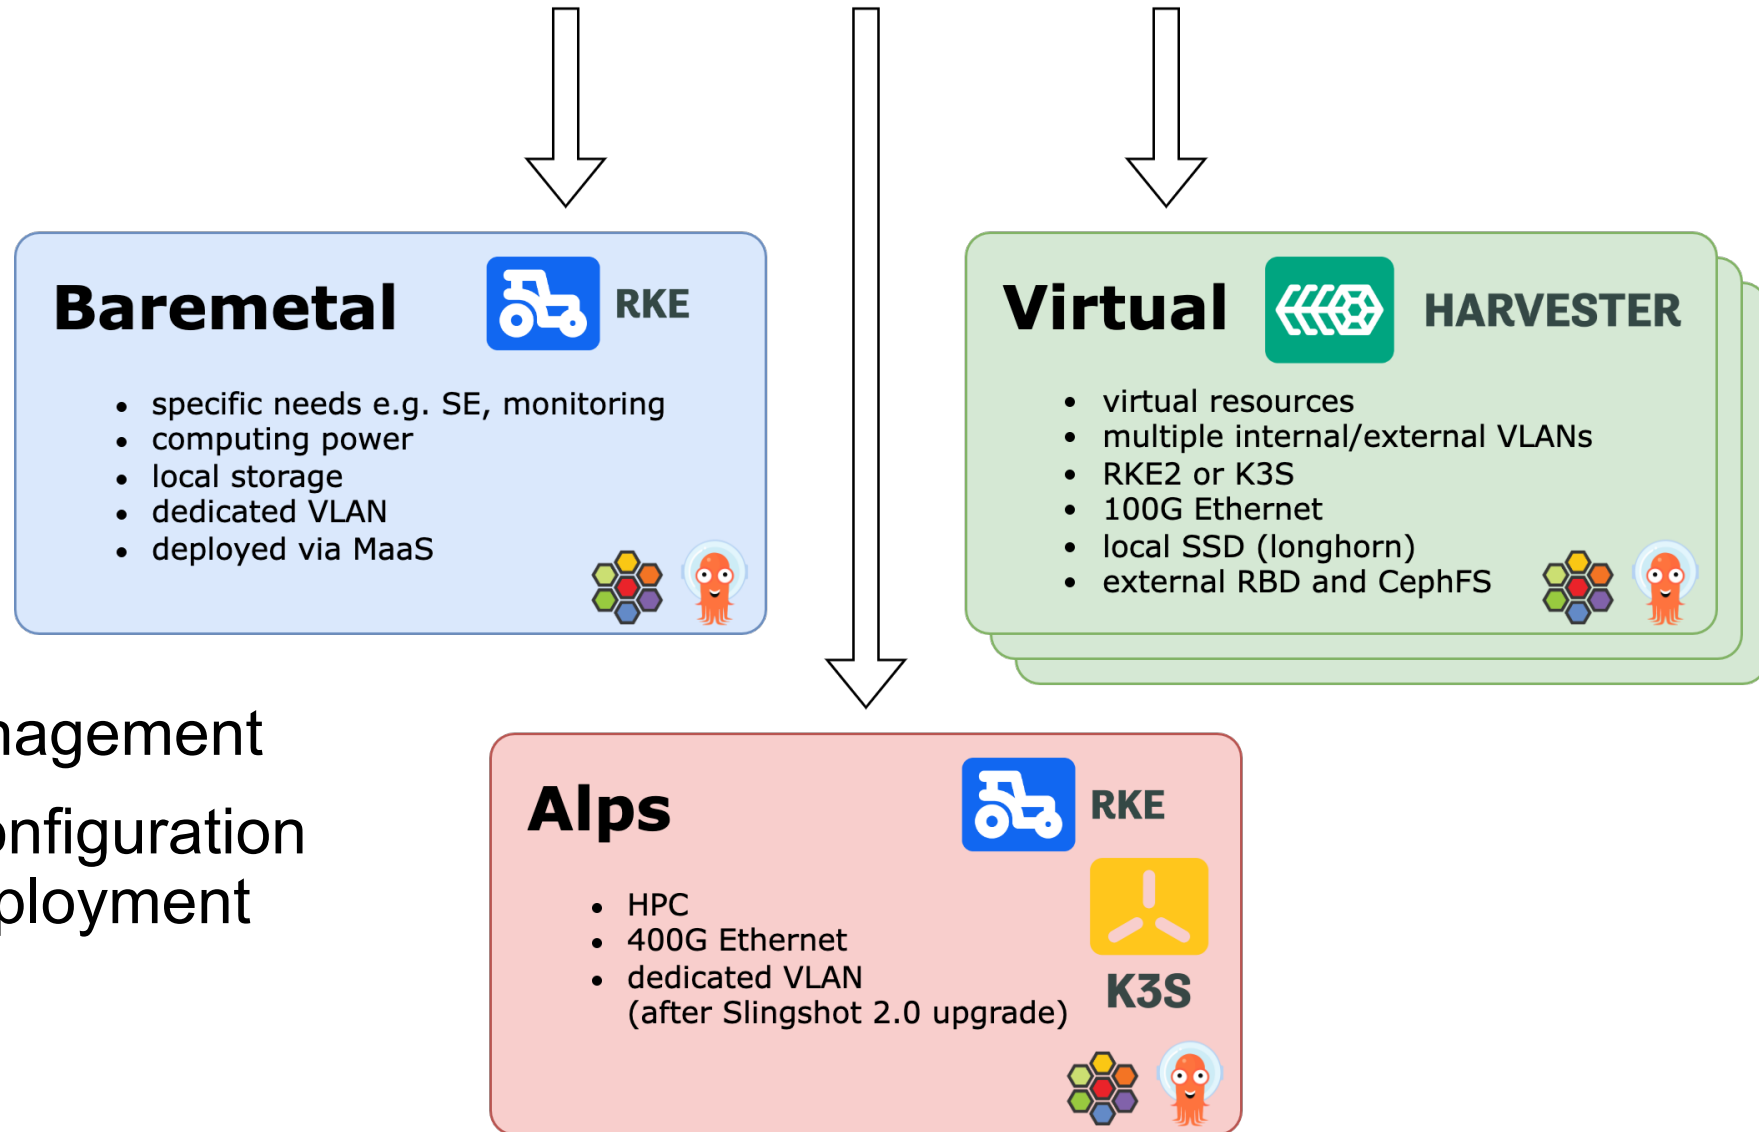 Baremetal
RKE
• specific needs e.g. SE, monitoring
• computing power
• local storage
• dedicated VLAN
• deployed via MaaS
Virtual
HARVESTER
• virtual resources
• multiple internal/external VLANs
• RKE2 or K3S
• 100G Ethernet
• local SSD (longhorn)
• external RBD and CephFS
nagement
onfiguration
ployment
Alps
RKE
K3S
• HPC
• 400G Ethernet
• dedicated VLAN
(after Slingshot 2.0 upgrade)